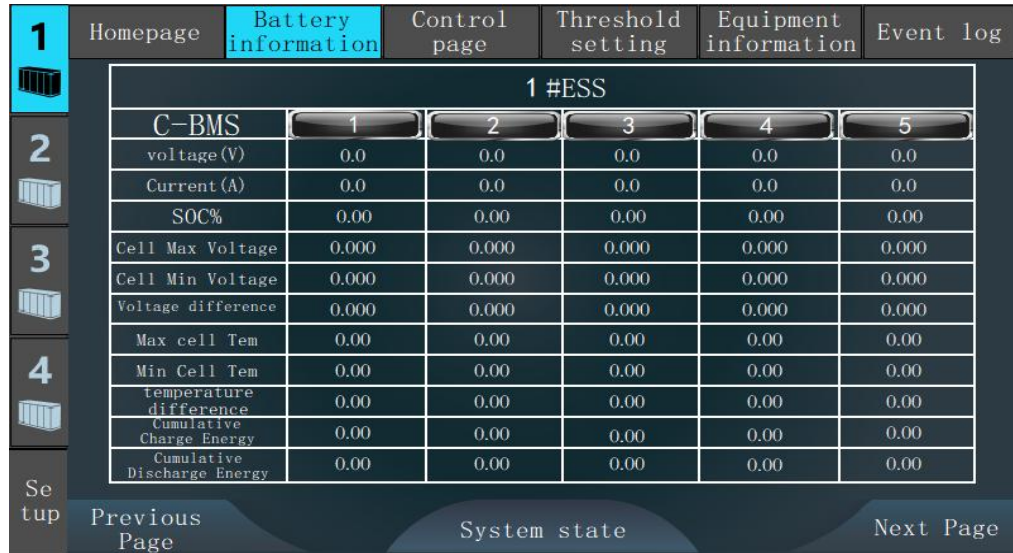 1
Homepage
Battery
information
Control
page
Threshold
setting
Equipment
information
Event log
1 #ESS
C-BMS 1 2 3 4 5
voltage(V) 0.0 0.0 0.0 0.0 0.0
Current(A) 0.0 0.0 0.0 0.0 0.0
SOC% 0.00 0.00 0.00 0.00 0.00
Cell Max Voltage 0.000 0.000 0.000 0.000 0.000
Cell Min Voltage 0.000 0.000 0.000 0.000 0.000
Voltage difference 0.000 0.000 0.000 0.000 0.000
Max cell Tem 0.00 0.00 0.00 0.00 0.00
Min Cell Tem 0.00 0.00 0.00 0.00 0.00
temperature
difference 0.00 0.00 0.00 0.00 0.00
Cumulative
Charge Energy 0.00 0.00 0.00 0.00 0.00
Cumulative
Discharge Energy 0.00 0.00 0.00 0.00 0.00
2
3
4
Se
tup
Previous
Page
System state
Next Page